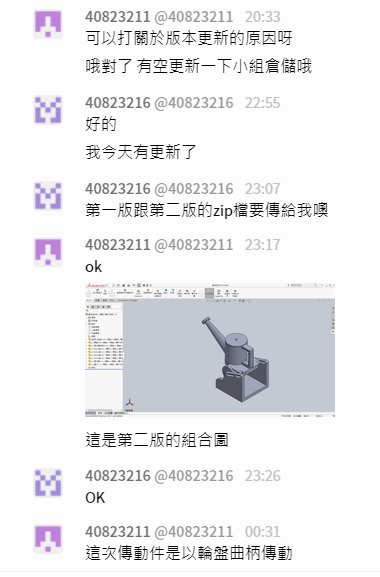 40823211 @40823211 20:33
可以打關於版本更新的原因呀
哦對了 有空更新一下小組倉儲哦
40823216 @40823216 22:55
好的
我今天有更新了
40823216 @40823216 23:07
第一版跟第二版的zip檔要傳給我噢
40823211 @40823211 23:17
ok
這是第二版的組合圖
40823216 @40823216 23:26
OK
40823211 @40823211 00:31
這次傳動件是以輪盤曲柄傳動